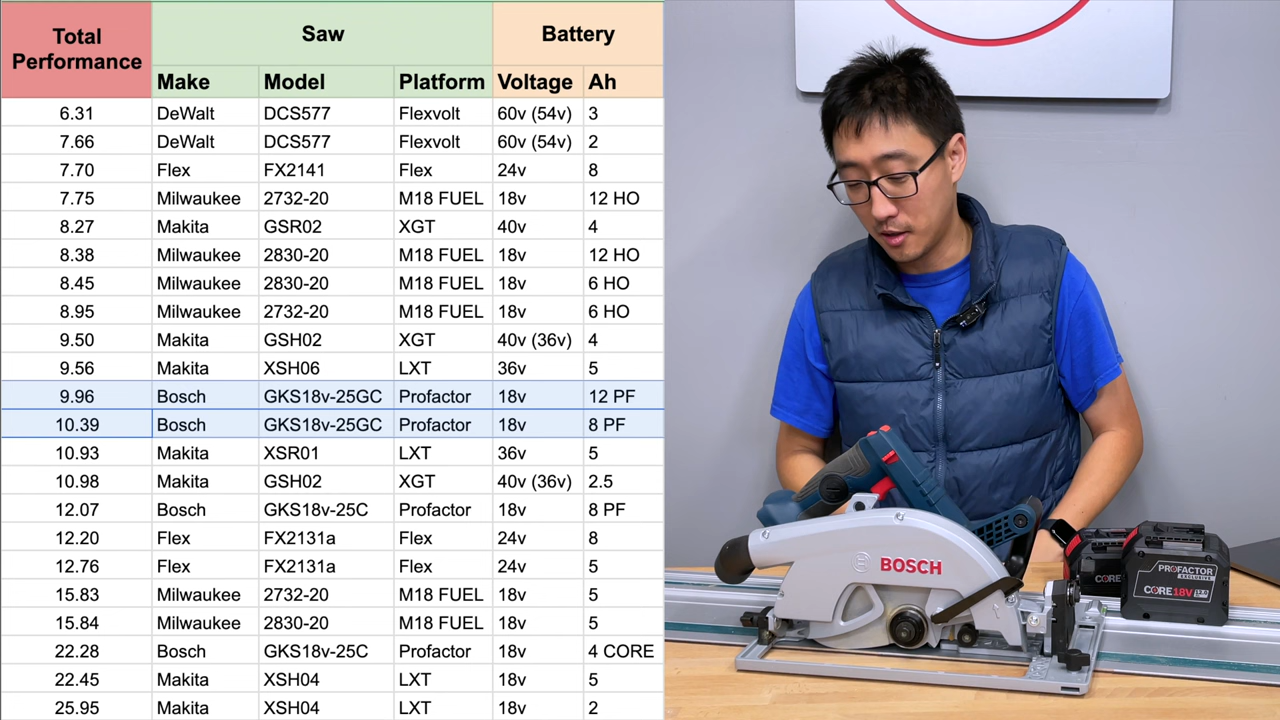 Total Performance Saw Battery
Make Model Platform Voltage Ah
6.31 DeWalt DCS577 Flexvolt 60v (54v) 3
7.66 DeWalt DCS577 Flexvolt 60v (54v) 2
7.70 Flex FX2141 Flex 24v 8
7.75 Milwaukee 2732-20 M18 FUEL 18v 12 HO
8.27 Makita GSR02 XGT 40v 4
8.38 Milwaukee 2830-20 M18 FUEL 18v 12 HO
8.45 Milwaukee 2830-20 M18 FUEL 18v 6 HO
8.95 Milwaukee 2732-20 M18 FUEL 18v 6 HO
9.50 Makita GSH02 XGT 40v (36v) 4
9.56 Makita XSH06 LXT 36v 5
9.96 Bosch GKS18v-25GC Profactor 18v 12 PF
10.39 Bosch GKS18v-25GC Profactor 18v 8 PF
10.93 Makita XSR01 LXT 36v 5
10.98 Makita GSH02 XGT 40v (36v) 2.5
12.07 Bosch GKS18v-25C Profactor 18v 8 PF
12.20 Flex FX2131a Flex 24v 8
12.76 Flex FX2131a Flex 24v 5
15.83 Milwaukee 2732-20 M18 FUEL 18v 5
15.84 Milwaukee 2830-20 M18 FUEL 18v 5
22.28 Bosch GKS18v-25C Profactor 18v 4 CORE
22.45 Makita XSH04 LXT 18v 5
25.95 Makita XSH04 LXT 18v 2
BOSCH
CORE
PROFACTOR
EXCLUSIVE
CORE18V